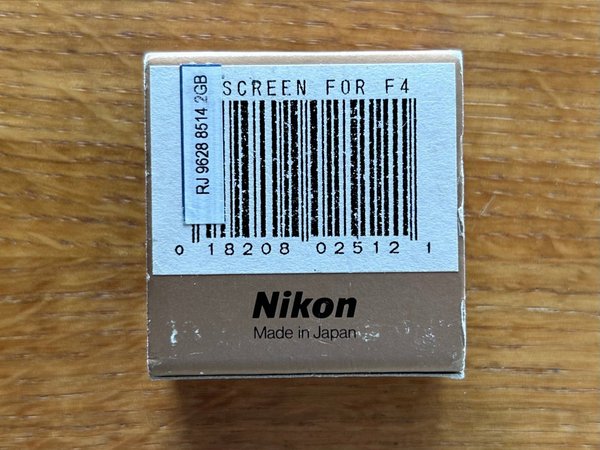 SCREEN FOR F4
RJ 9628 8514 2GB
0 18208 02512 1
Nikon
Made in Japan